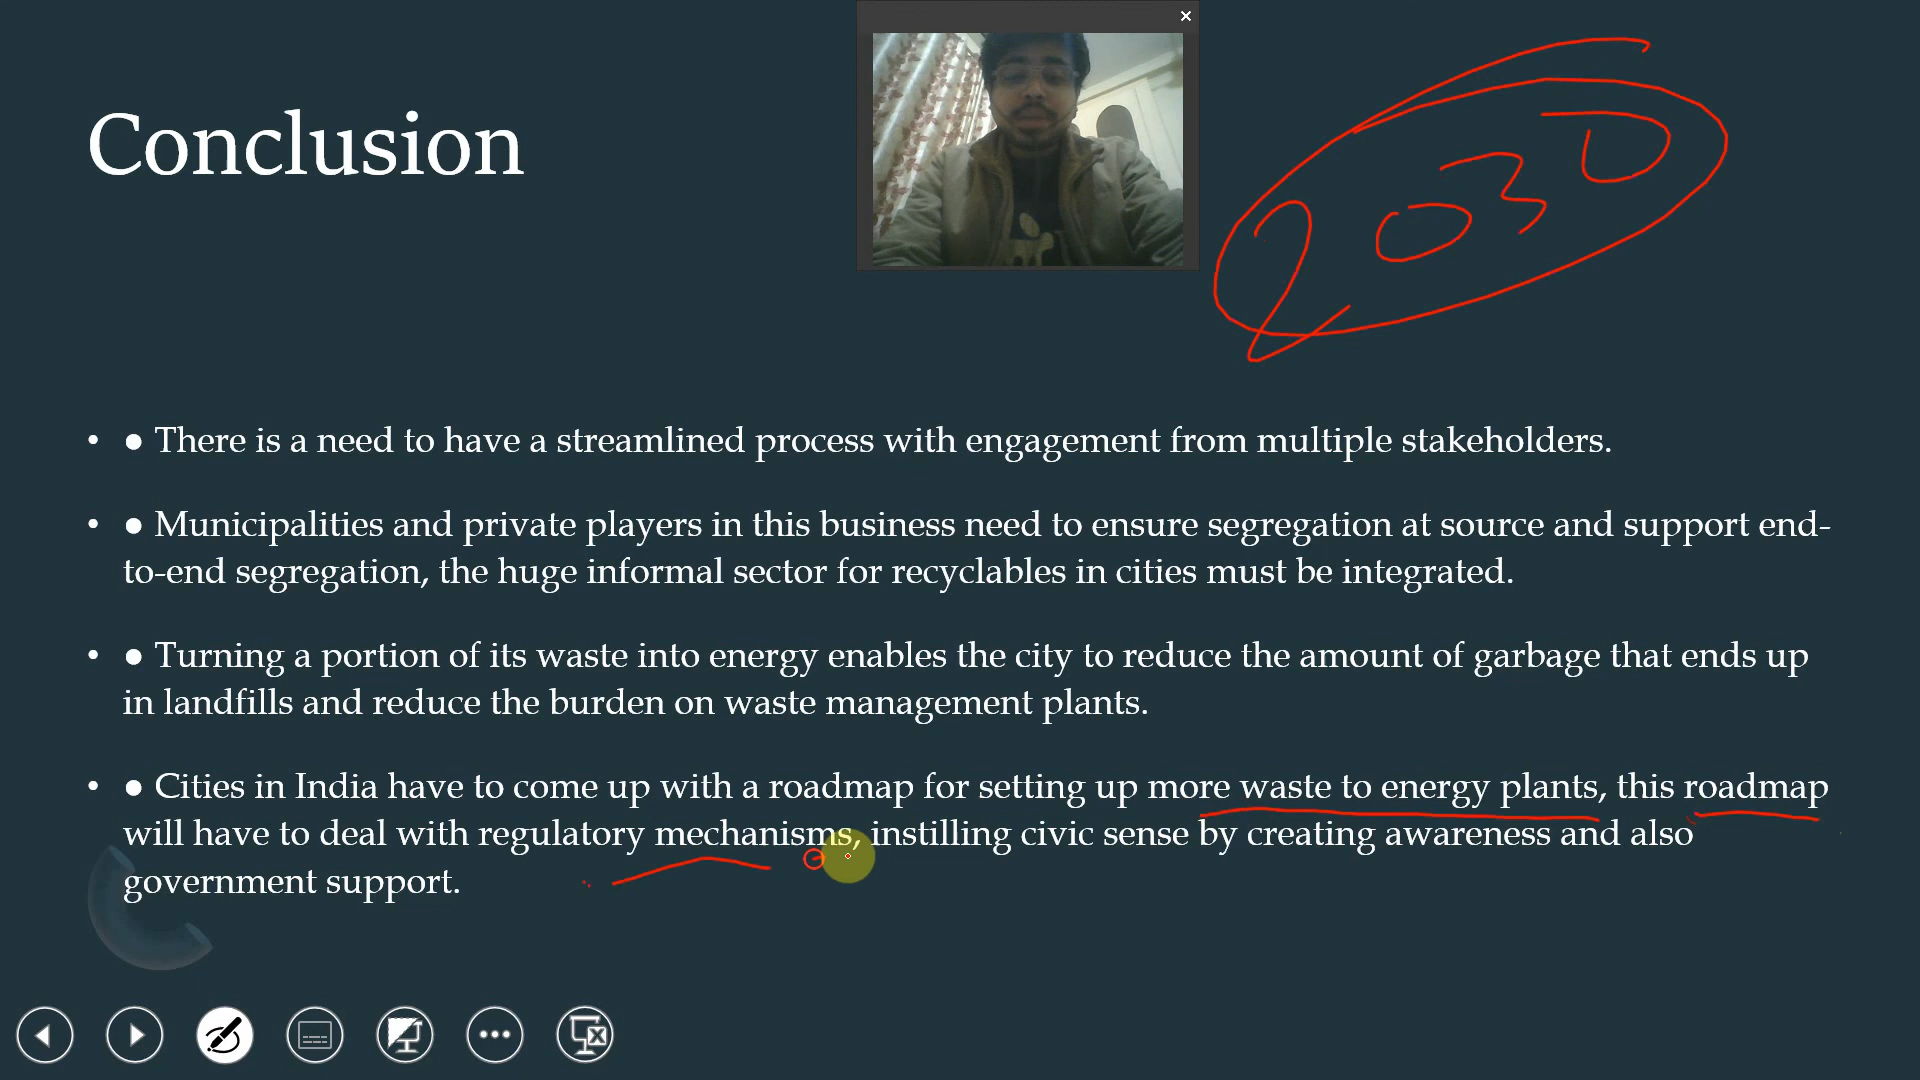 Conclusion
2030
• ● There is a need to have a streamlined process with engagement from multiple stakeholders.
• ● Municipalities and private players in this business need to ensure segregation at source and support end-
to-end segregation, the huge informal sector for recyclables in cities must be integrated.
• ● Turning a portion of its waste into energy enables the city to reduce the amount of garbage that ends up
in landfills and reduce the burden on waste management plants.
• ● Cities in India have to come up with a roadmap for setting up more waste to energy plants, this roadmap
will have to deal with regulatory mechanisms, instilling civic sense by creating awareness and also
government support.